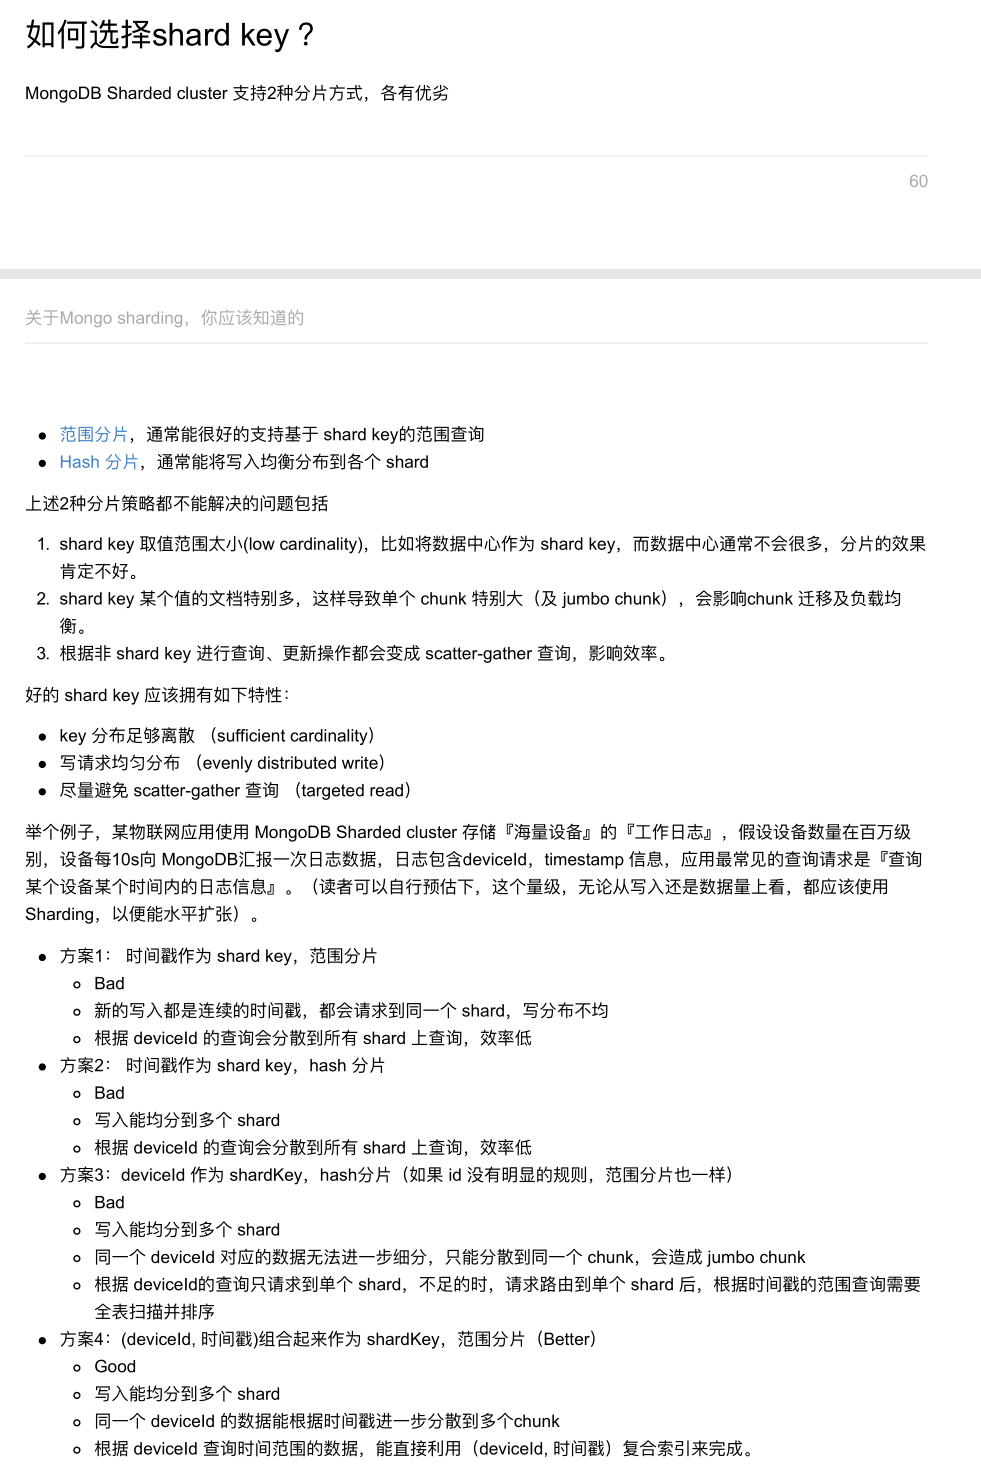 如何选择shard key？
MongoDB Sharded cluster 支持2种分片方式，各有优劣
60
关于Mongo sharding，你应该知道的
● 范围分片，通常能很好的支持基于 shard key的范围查询
● Hash 分片，通常能将写入均衡分布到各个 shard
上述2种分片策略都不能解决的问题包括
1. shard key 取值范围太小(low cardinality)，比如将数据中心作为 shard key，而数据中心通常不会很多，分片的效果
肯定不好。
2. shard key 某个值的文档特别多，这样导致单个 chunk 特别大（及 jumbo chunk），会影响chunk 迁移及负载均
衡。
3. 根据非 shard key 进行查询、更新操作都会变成 scatter-gather 查询，影响效率。
好的 shard key 应该拥有如下特性：
● key 分布足够离散 （sufficient cardinality）
● 写请求均匀分布 （evenly distributed write）
● 尽量避免 scatter-gather 查询 （targeted read）
举个例子，某物联网应用使用 MongoDB Sharded cluster 存储『海量设备』的『工作日志』，假设设备数量在百万级
别，设备每10s向 MongoDB汇报一次日志数据，日志包含deviceId，timestamp 信息，应用最常见的查询请求是『查询
某个设备某个时间内的日志信息』。（读者可以自行预估下，这个量级，无论从写入还是数据量上看，都应该使用
Sharding，以便能水平扩张）。
● 方案1： 时间戳作为 shard key，范围分片
○ Bad
○ 新的写入都是连续的时间戳，都会请求到同一个 shard，写分布不均
○ 根据 deviceId 的查询会分散到所有 shard 上查询，效率低
● 方案2： 时间戳作为 shard key，hash 分片
○ Bad
○ 写入能均分到多个 shard
○ 根据 deviceId 的查询会分散到所有 shard 上查询，效率低
● 方案3：deviceId 作为 shardKey，hash分片（如果 id 没有明显的规则，范围分片也一样）
○ Bad
○ 写入能均分到多个 shard
○ 同一个 deviceId 对应的数据无法进一步细分，只能分散到同一个 chunk，会造成 jumbo chunk
○ 根据 deviceId的查询只请求到单个 shard，不足的时，请求路由到单个 shard 后，根据时间戳的范围查询需要
全表扫描并排序
● 方案4：(deviceId, 时间戳)组合起来作为 shardKey，范围分片（Better）
○ Good
○ 写入能均分到多个 shard
○ 同一个 deviceId 的数据能根据时间戳进一步分散到多个chunk
○ 根据 deviceId 查询时间范围的数据，能直接利用（deviceId, 时间戳）复合索引来完成。